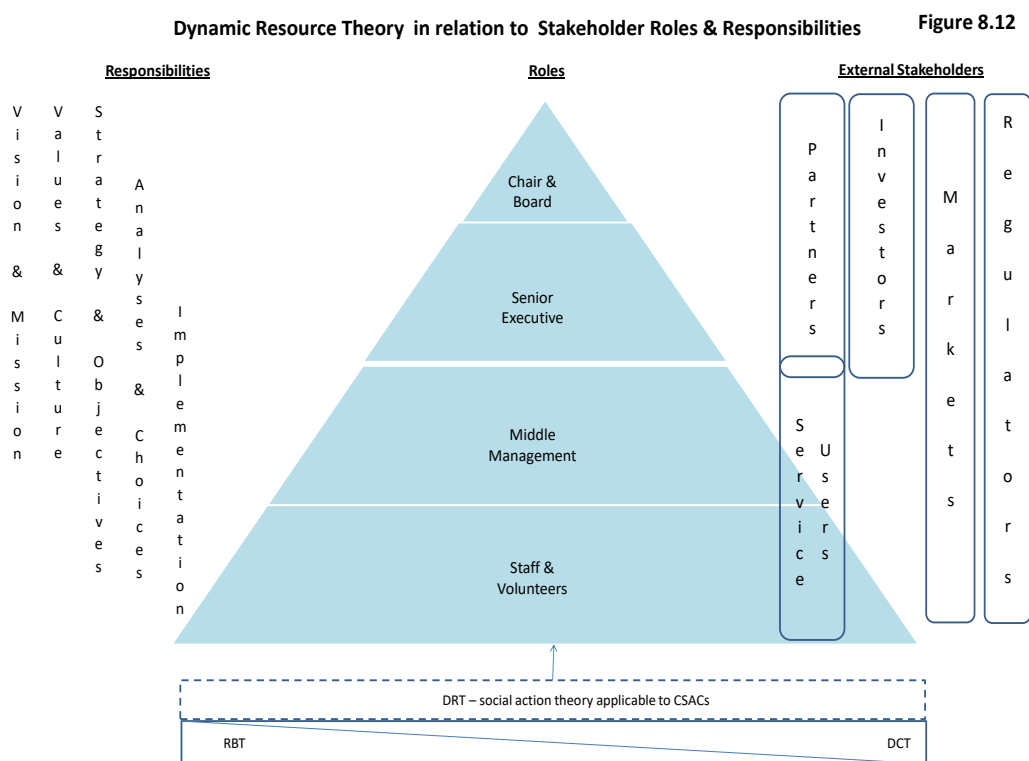 Dynamic Resource Theory in relation to Stakeholder Roles & Responsibilities
Figure 8.12
Responsibilities
Roles
External Stakeholders
Vision & Mission
Values & Culture
Strategy & Objectives
Analyses & Choices
Implementation
Chair &
Board
Senior
Executive
Middle
Management
Staff &
Volunteers
Partners
Investors
Markets
Regulators
Service
Users
DRT – social action theory applicable to CSACs
RBT
DCT